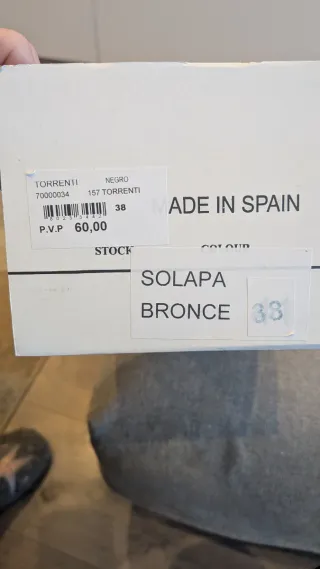 TORRENTI NEGRO
70000034 157 TORRENTI
38
P.V.P 60,00
MADE IN SPAIN
STOCK COLOUR
SOLAPA
BRONCE 38